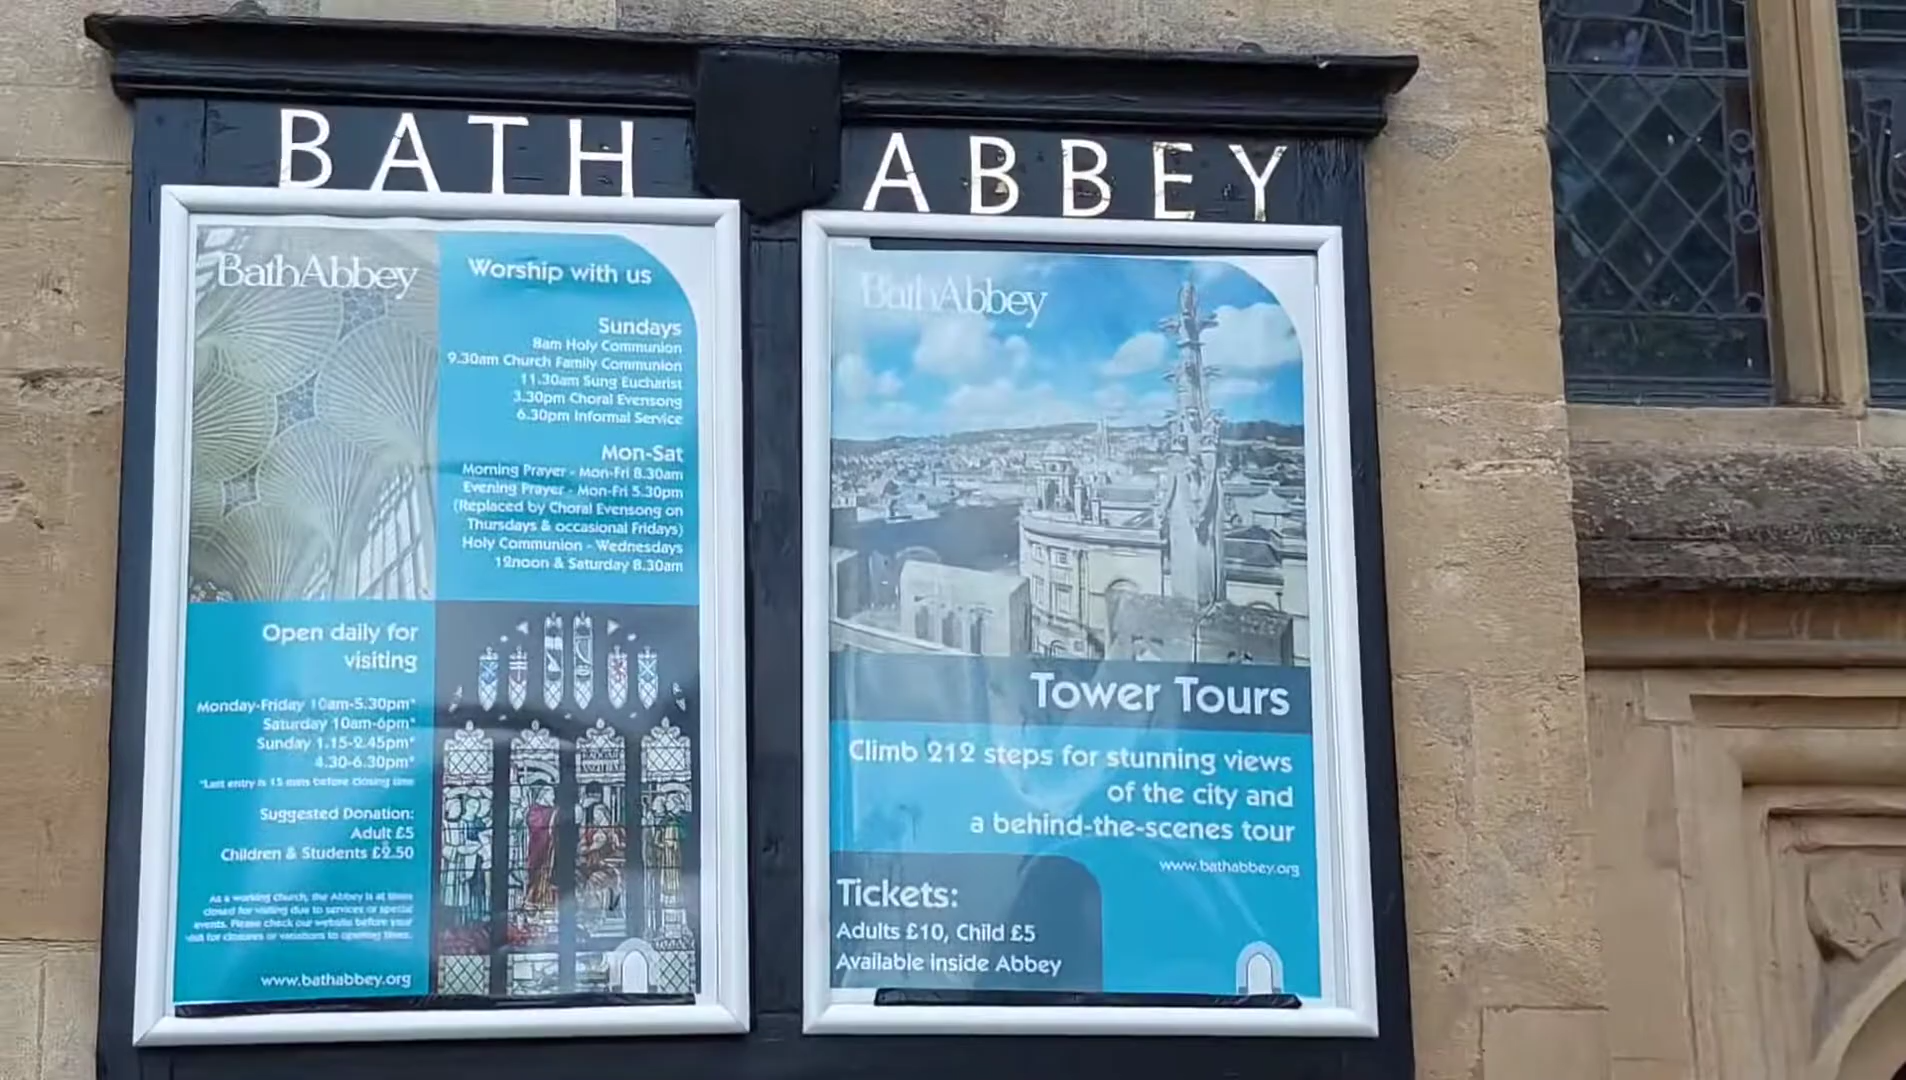 BATH ABBEY
BathAbbey
Worship with us
Sundays
8am Holy Communion
9.30am Church Family Communion
11.30am Sung Eucharist
3.30pm Choral Evensong
6.30pm Informal Service
Mon-Sat
Morning Prayer - Mon-Fri 8.30am
Evening Prayer - Mon-Fri 5.30pm
(Replaced by Choral Evensong on
Thursdays & occasional Fridays)
Holy Communion - Wednesdays
12noon & Saturday 8.30am
Open daily for
visiting
Monday-Friday 10am-5.30pm*
Saturday 10am-6pm*
Sunday 1.15-2.45pm*
4.30-6.30pm*
*Last entry is 15 mins before closing time
Suggested Donation:
Adult £5
Children & Students £2.50
As a working church, the Abbey is at times
closed for visiting due to services or special
events. Please check our website before your
visit for closures or variations to opening times.
www.bathabbey.org
BathAbbey
Tower Tours
Climb 212 steps for stunning views
of the city and
a behind-the-scenes tour
www.bathabbey.org
Tickets:
Adults £10, Child £5
Available inside Abbey